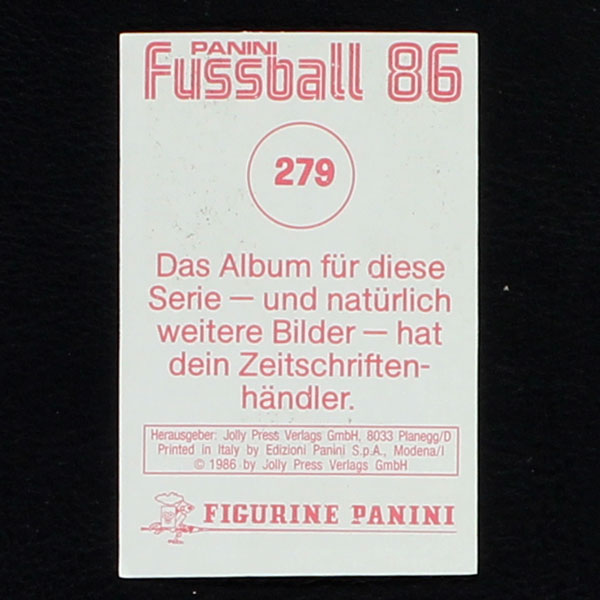 PANINI
Fussball 86
279
Das Album für diese
Serie — und natürlich
weitere Bilder — hat
dein Zeitschriften-
händler.
Herausgeber: Jolly Press Verlags GmbH, 8033 Planegg/D
Printed in Italy by Edizioni Panini S.p.A., Modena/I
© 1986 by Jolly Press Verlags GmbH
FIGURINE PANINI